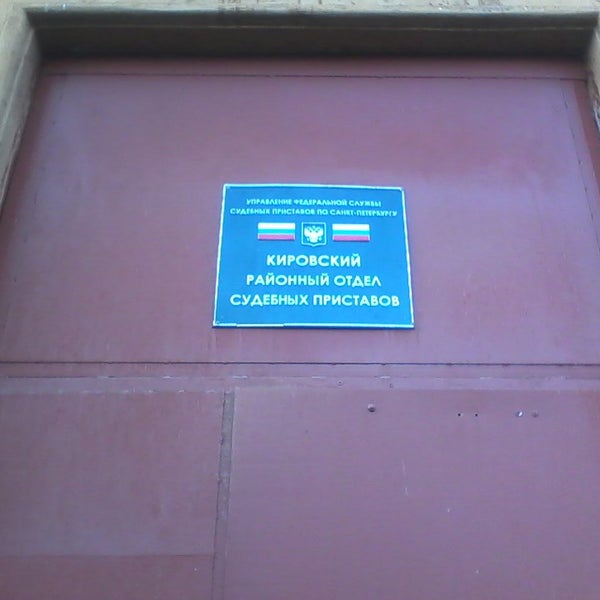 УПРАВЛЕНИЕ ФЕДЕРАЛЬНОЙ СЛУЖБЫ
СУДЕБНЫХ ПРИСТАВОВ ПО САНКТ-ПЕТЕРБУРГУ
КИРОВСКИЙ
РАЙОННЫЙ ОТДЕЛ
СУДЕБНЫХ ПРИСТАВОВ